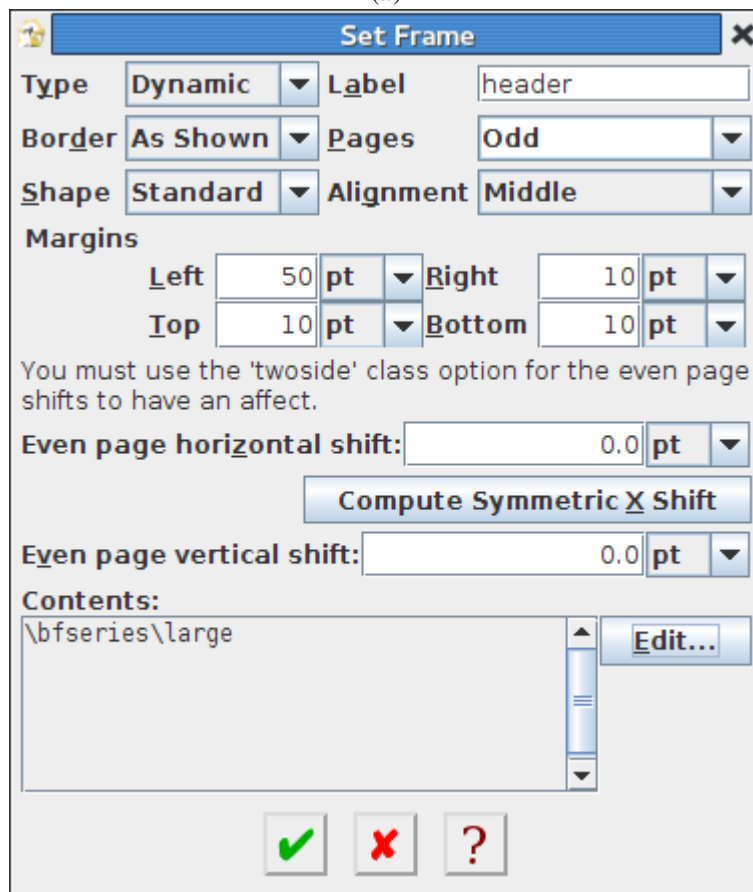 Set Frame
Type Dynamic Label header
Border As Shown Pages Odd
Shape Standard Alignment Middle
Margins
Left 50 pt Right 10 pt
Top 10 pt Bottom 10 pt
You must use the 'twoside' class option for the even page
shifts to have an affect.
Even page horizontal shift: 0.0 pt
Compute Symmetric X Shift
Even page vertical shift: 0.0 pt
Contents:
\bfseries\large
Edit...
?